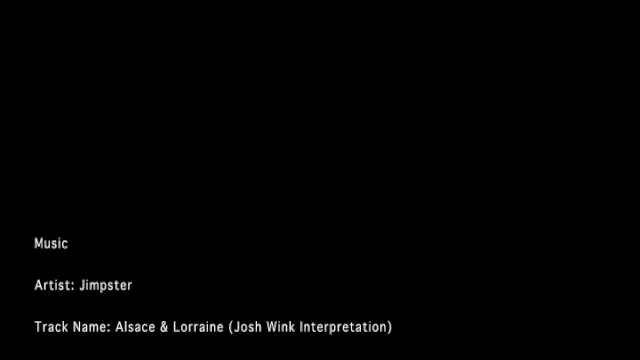 Music
Artist: Jimpster
Track Name: Alsace & Lorraine (Josh Wink Interpretation)